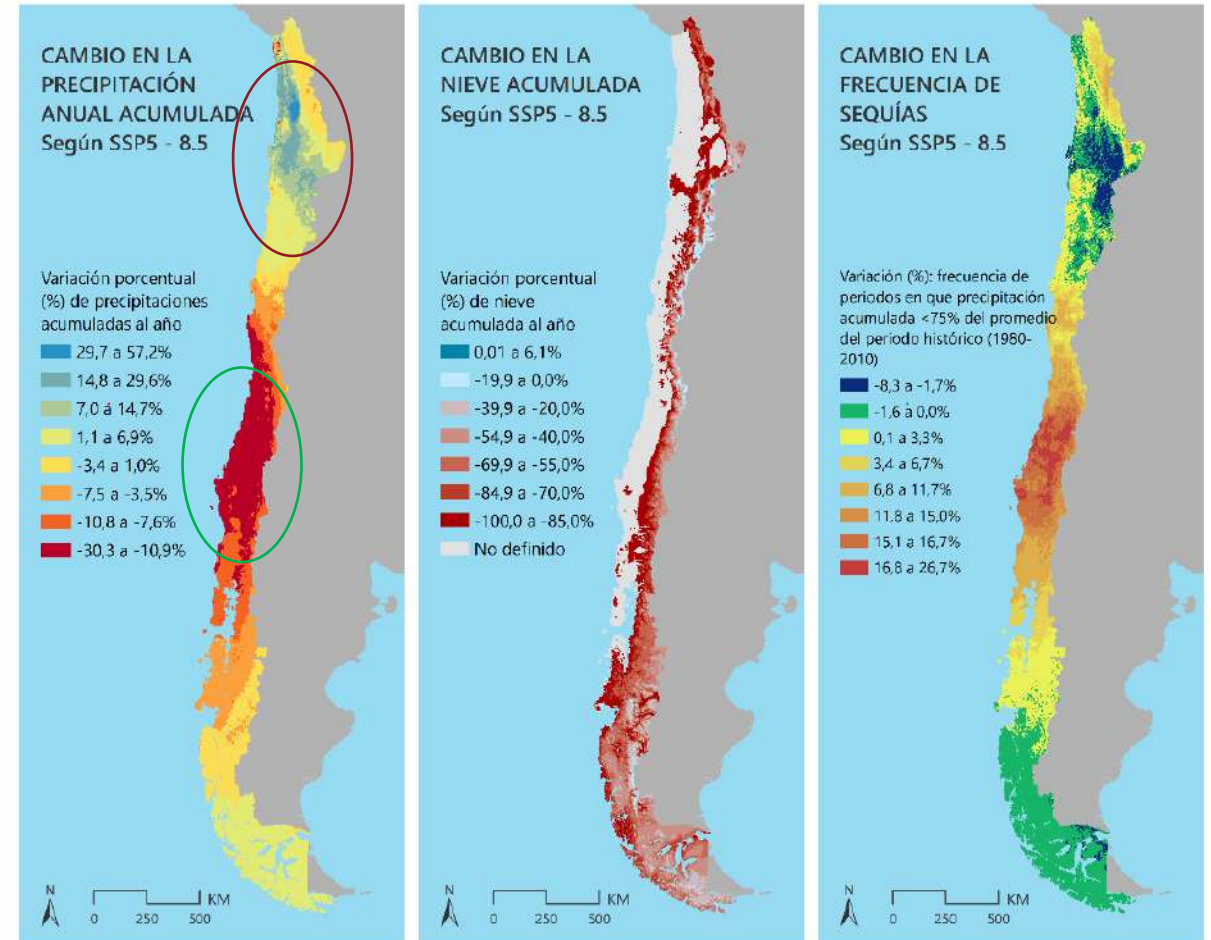 CAMBIO EN LA
PRECIPITACIÓN
ANUAL ACUMULADA
Según SSP5 - 8.5
Variación porcentual
(%) de precipitaciones
acumuladas al año
29,7 a 57,2%
14,8 a 29,6%
7,0 á 14,7%
1,1 a 6,9%
-3,4 a 1,0%
-7,5 a -3,5%
-10,8 a -7,6%
-30,3 a -10,9%
N
KM
0 250 500
CAMBIO EN LA
NIEVE ACUMULADA
Según SSP5 - 8.5
Variación porcentual
(%) de nieve
acumulada al año
0,01 a 6,1%
-19,9 a 0,0%
-39,9 a -20,0%
-54,9 a -40,0%
-69,9 a -55,0%
-84,9 a -70,0%
-100,0 a -85,0%
No definido
N
KM
0 250 500
CAMBIO EN LA
FRECUENCIA DE
SEQUÍAS
Según SSP5 - 8.5
Variación (%): frecuencia de
periodos en que precipitación
acumulada <75% del promedio
del periodo histórico (1980-
2010)
-8,3 a -1,7%
-1,6 à 0,0%
0,1 a 3,3%
3,4 a 6,7%
6,8 a 11,7%
11,8 a 15,0%
15,1 a 16,7%
16,8 a 26,7%
N
KM
0 250 500